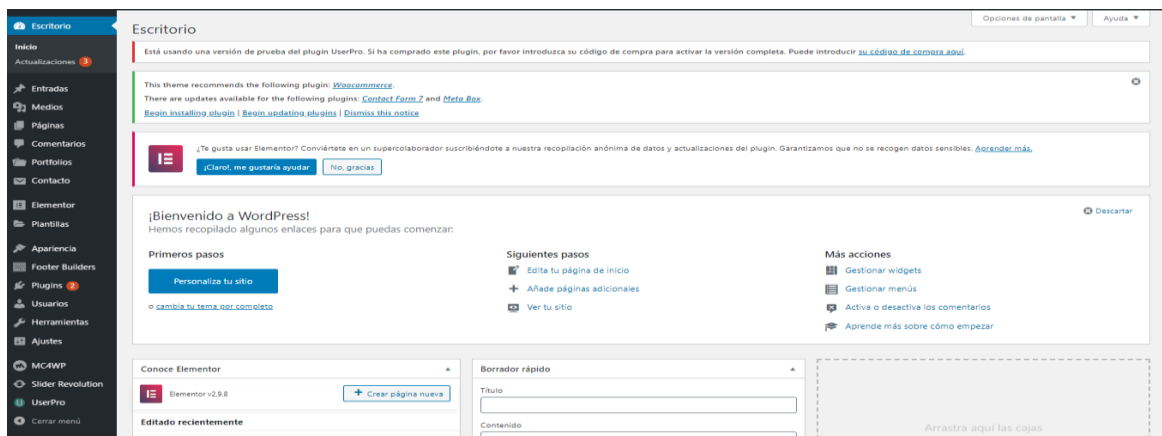 Escritorio
Inicio
Actualizaciones 3
Entradas
Medios
Páginas
Comentarios
Portfolios
Contacto
Elementor
Plantillas
Apariencia
Footer Builders
Plugins 2
Usuarios
Herramientas
Ajustes
MC4WP
Slider Revolution
UserPro
Cerrar menú
Opciones de pantalla
Ayuda
Escritorio
Está usando una versión de prueba del plugin UserPro. Si ha comprado este plugin, por favor introduzca su código de compra para activar la versión completa. Puede introducir su código de compra aquí.
This theme recommends the following plugin: Woocommerce.
There are updates available for the following plugins: Contact Form 7 and Meta Box.
Begin installing plugin | Begin updating plugins | Dismiss this notice
¿Te gusta usar Elementor? Conviértete en un supercolaborador suscribiéndote a nuestra recopilación anónima de datos y actualizaciones del plugin. Garantizamos que no se recogen datos sensibles. Aprender más.
¡Claro!, me gustaría ayudar
No, gracias
¡Bienvenido a WordPress!
Descartar
Hemos recopilado algunos enlaces para que puedas comenzar:
Primeros pasos
Personaliza tu sitio
o cambia tu tema por completo
Siguientes pasos
Edita tu página de inicio
Añade páginas adicionales
Ver tu sitio
Más acciones
Gestionar widgets
Gestionar menús
Activa o desactiva los comentarios
Aprende más sobre cómo empezar
Conoce Elementor
Elementor v2.9.8
+ Crear página nueva
Editado recientemente
Borrador rápido
Título
Contenido
Arrastra aquí las cajas